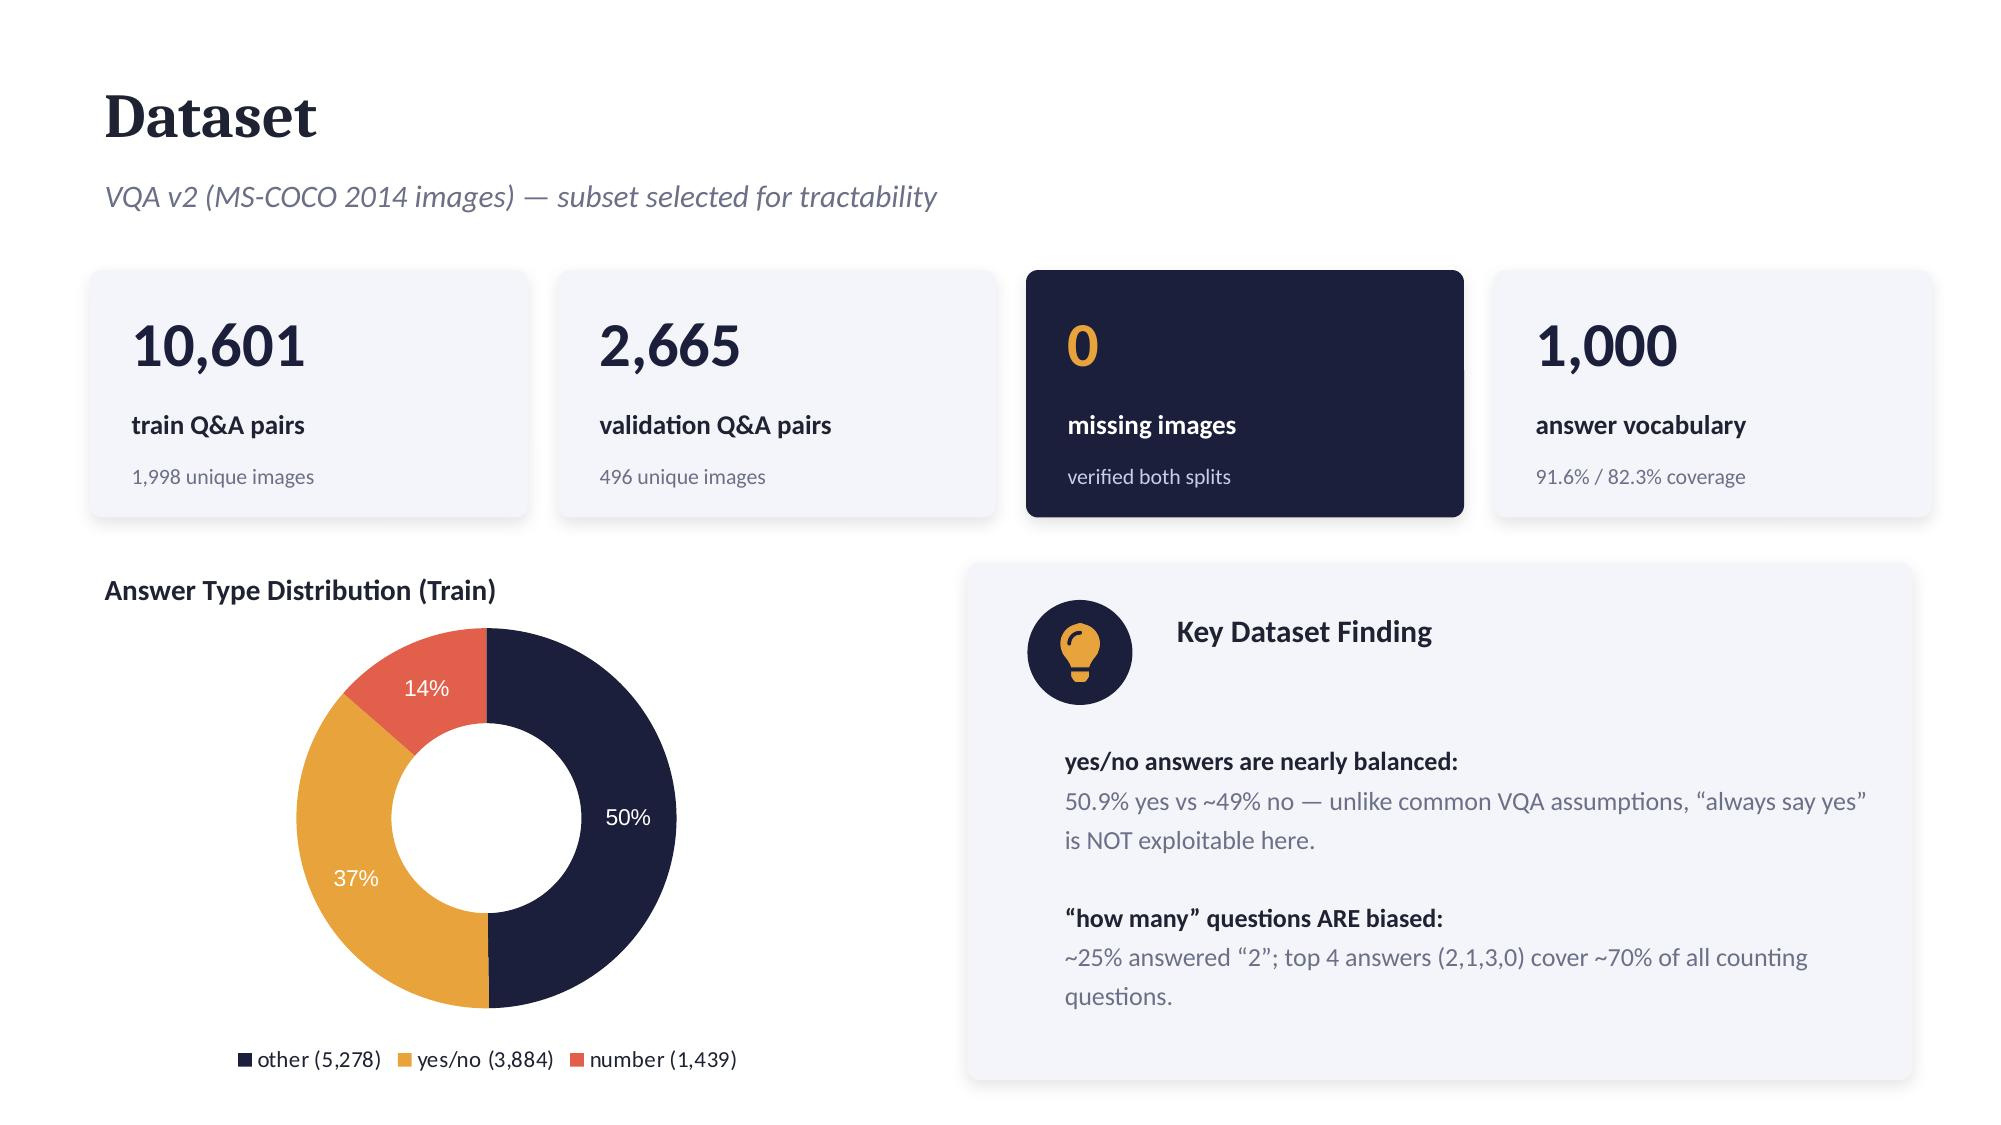 Dataset
VQA v2 (MS-COCO 2014 images) — subset selected for tractability
10,601
train Q&A pairs
1,998 unique images
2,665
validation Q&A pairs
496 unique images
0
missing images
verified both splits
1,000
answer vocabulary
91.6% / 82.3% coverage
Answer Type Distribution (Train)
14%
50%
37%
other (5,278) yes/no (3,884) number (1,439)
Key Dataset Finding
yes/no answers are nearly balanced:
50.9% yes vs ~49% no — unlike common VQA assumptions, “always say yes”
is NOT exploitable here.
“how many” questions ARE biased:
~25% answered “2”; top 4 answers (2,1,3,0) cover ~70% of all counting
questions.